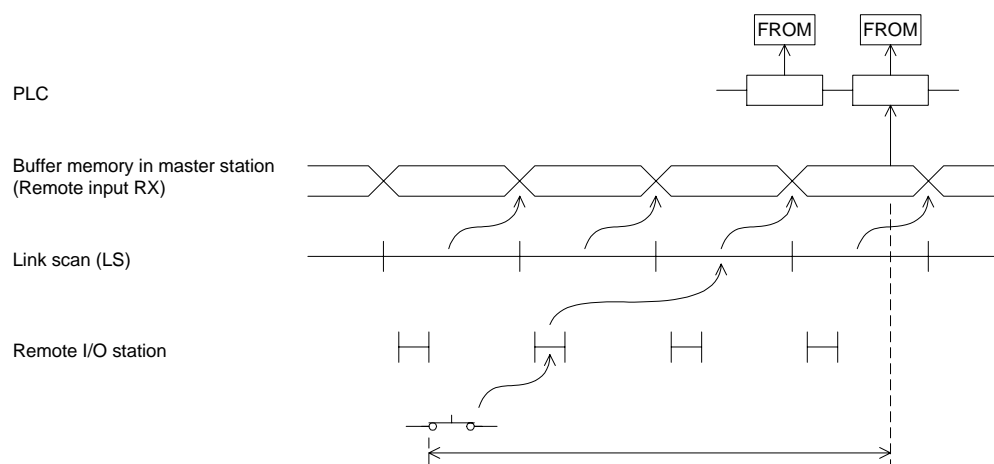 FROM FROM
PLC
Buffer memory in master station
(Remote input RX)
Link scan (LS)
Remote I/O station